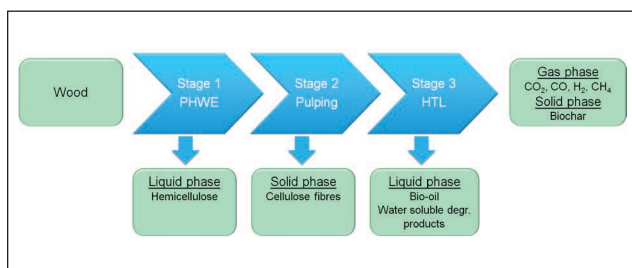 Wood
Stage 1
PHWE
Stage 2
Pulping
Stage 3
HTL
Gas phase
CO₂, CO, H₂, CH₄
Solid phase
Biochar
Liquid phase
Hemicellulose
Solid phase
Cellulose fibres
Liquid phase
Bio-oil
Water soluble degr.
products